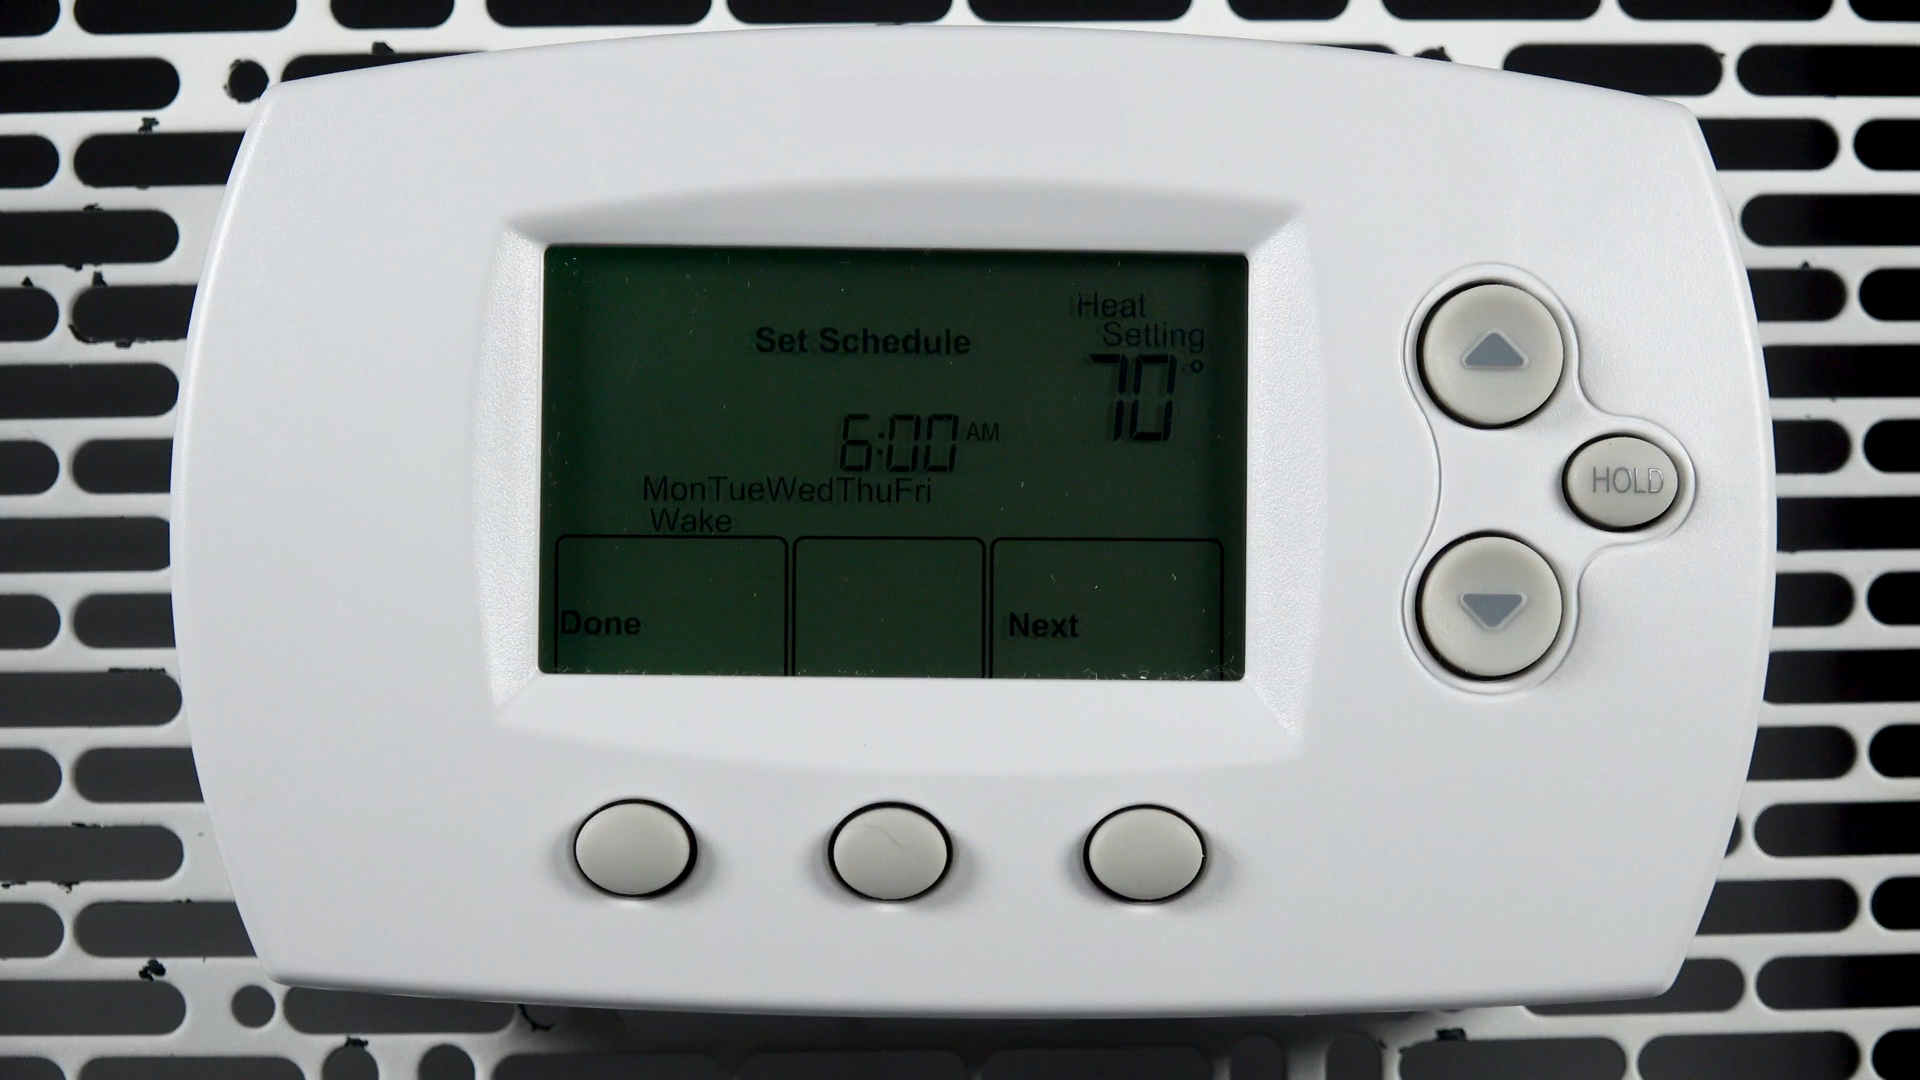 Heat
Setting
Set Schedule
70°
6:00 AM
MonTueWedThuFri
Wake
Done Next
HOLD